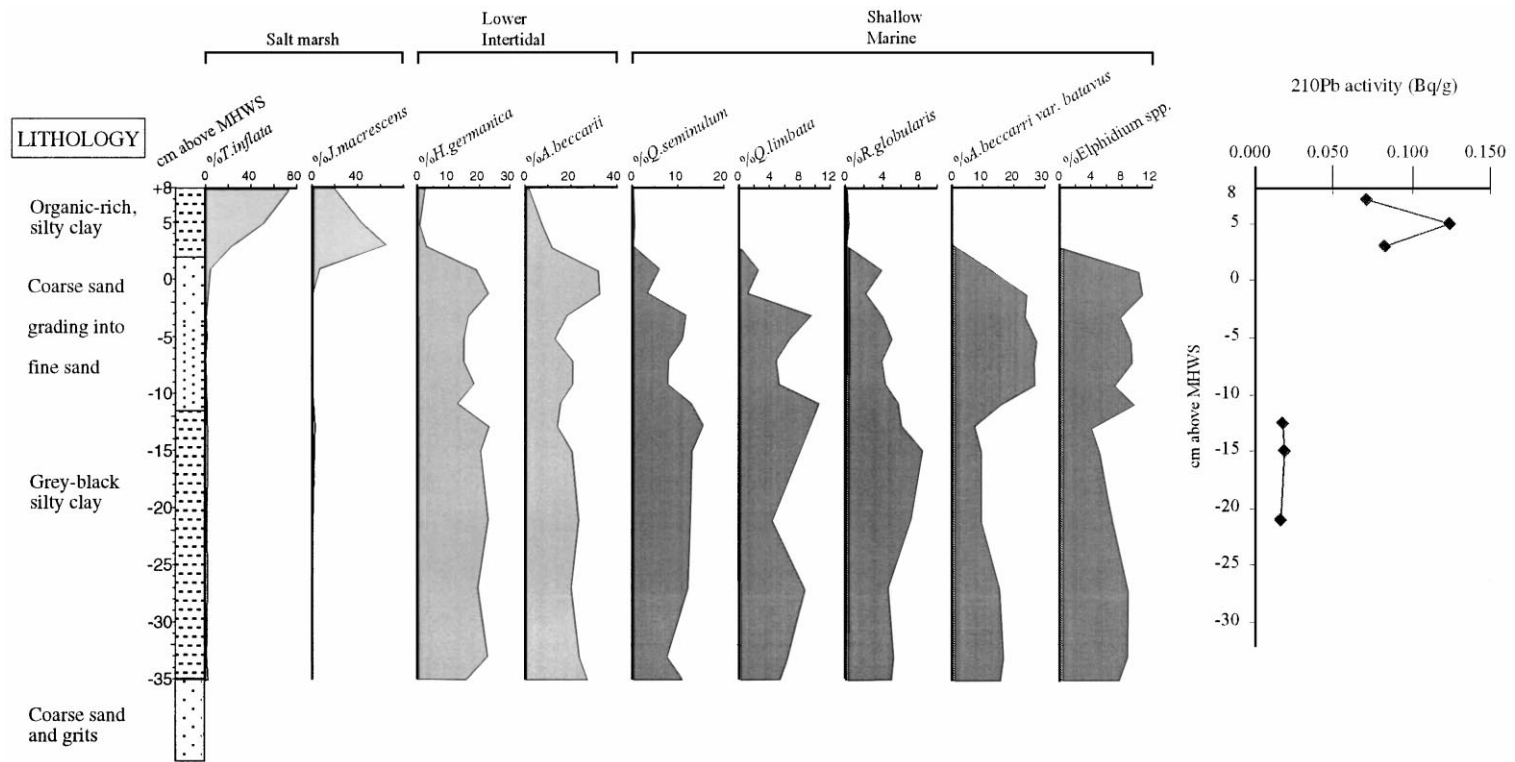 Salt marsh
Lower
Intertidal
Shallow
Marine
LITHOLOGY
cm above MHWS
%T.inflata
%J.macrescens
%H.germanica
%A.beccarii
%Q.seminulum
%Q.limbata
%R.globularis
%A.beccarri var. batavus
%Elphidium spp.
210Pb activity (Bq/g)
0 40 80
40
0 10 20 30
0 20 40
0 10 20
0 4 8 12
0 4 8
0 10 20 30
0 4 8 12
0.000 0.050 0.100 0.150
+8
5
0
-5
-10
-15
-20
-25
-30
-35
Organic-rich,
silty clay
Coarse sand
grading into
fine sand
Grey-black
silty clay
Coarse sand
and grits
cm above MHWS
8
5
0
-5
-10
-15
-20
-25
-30